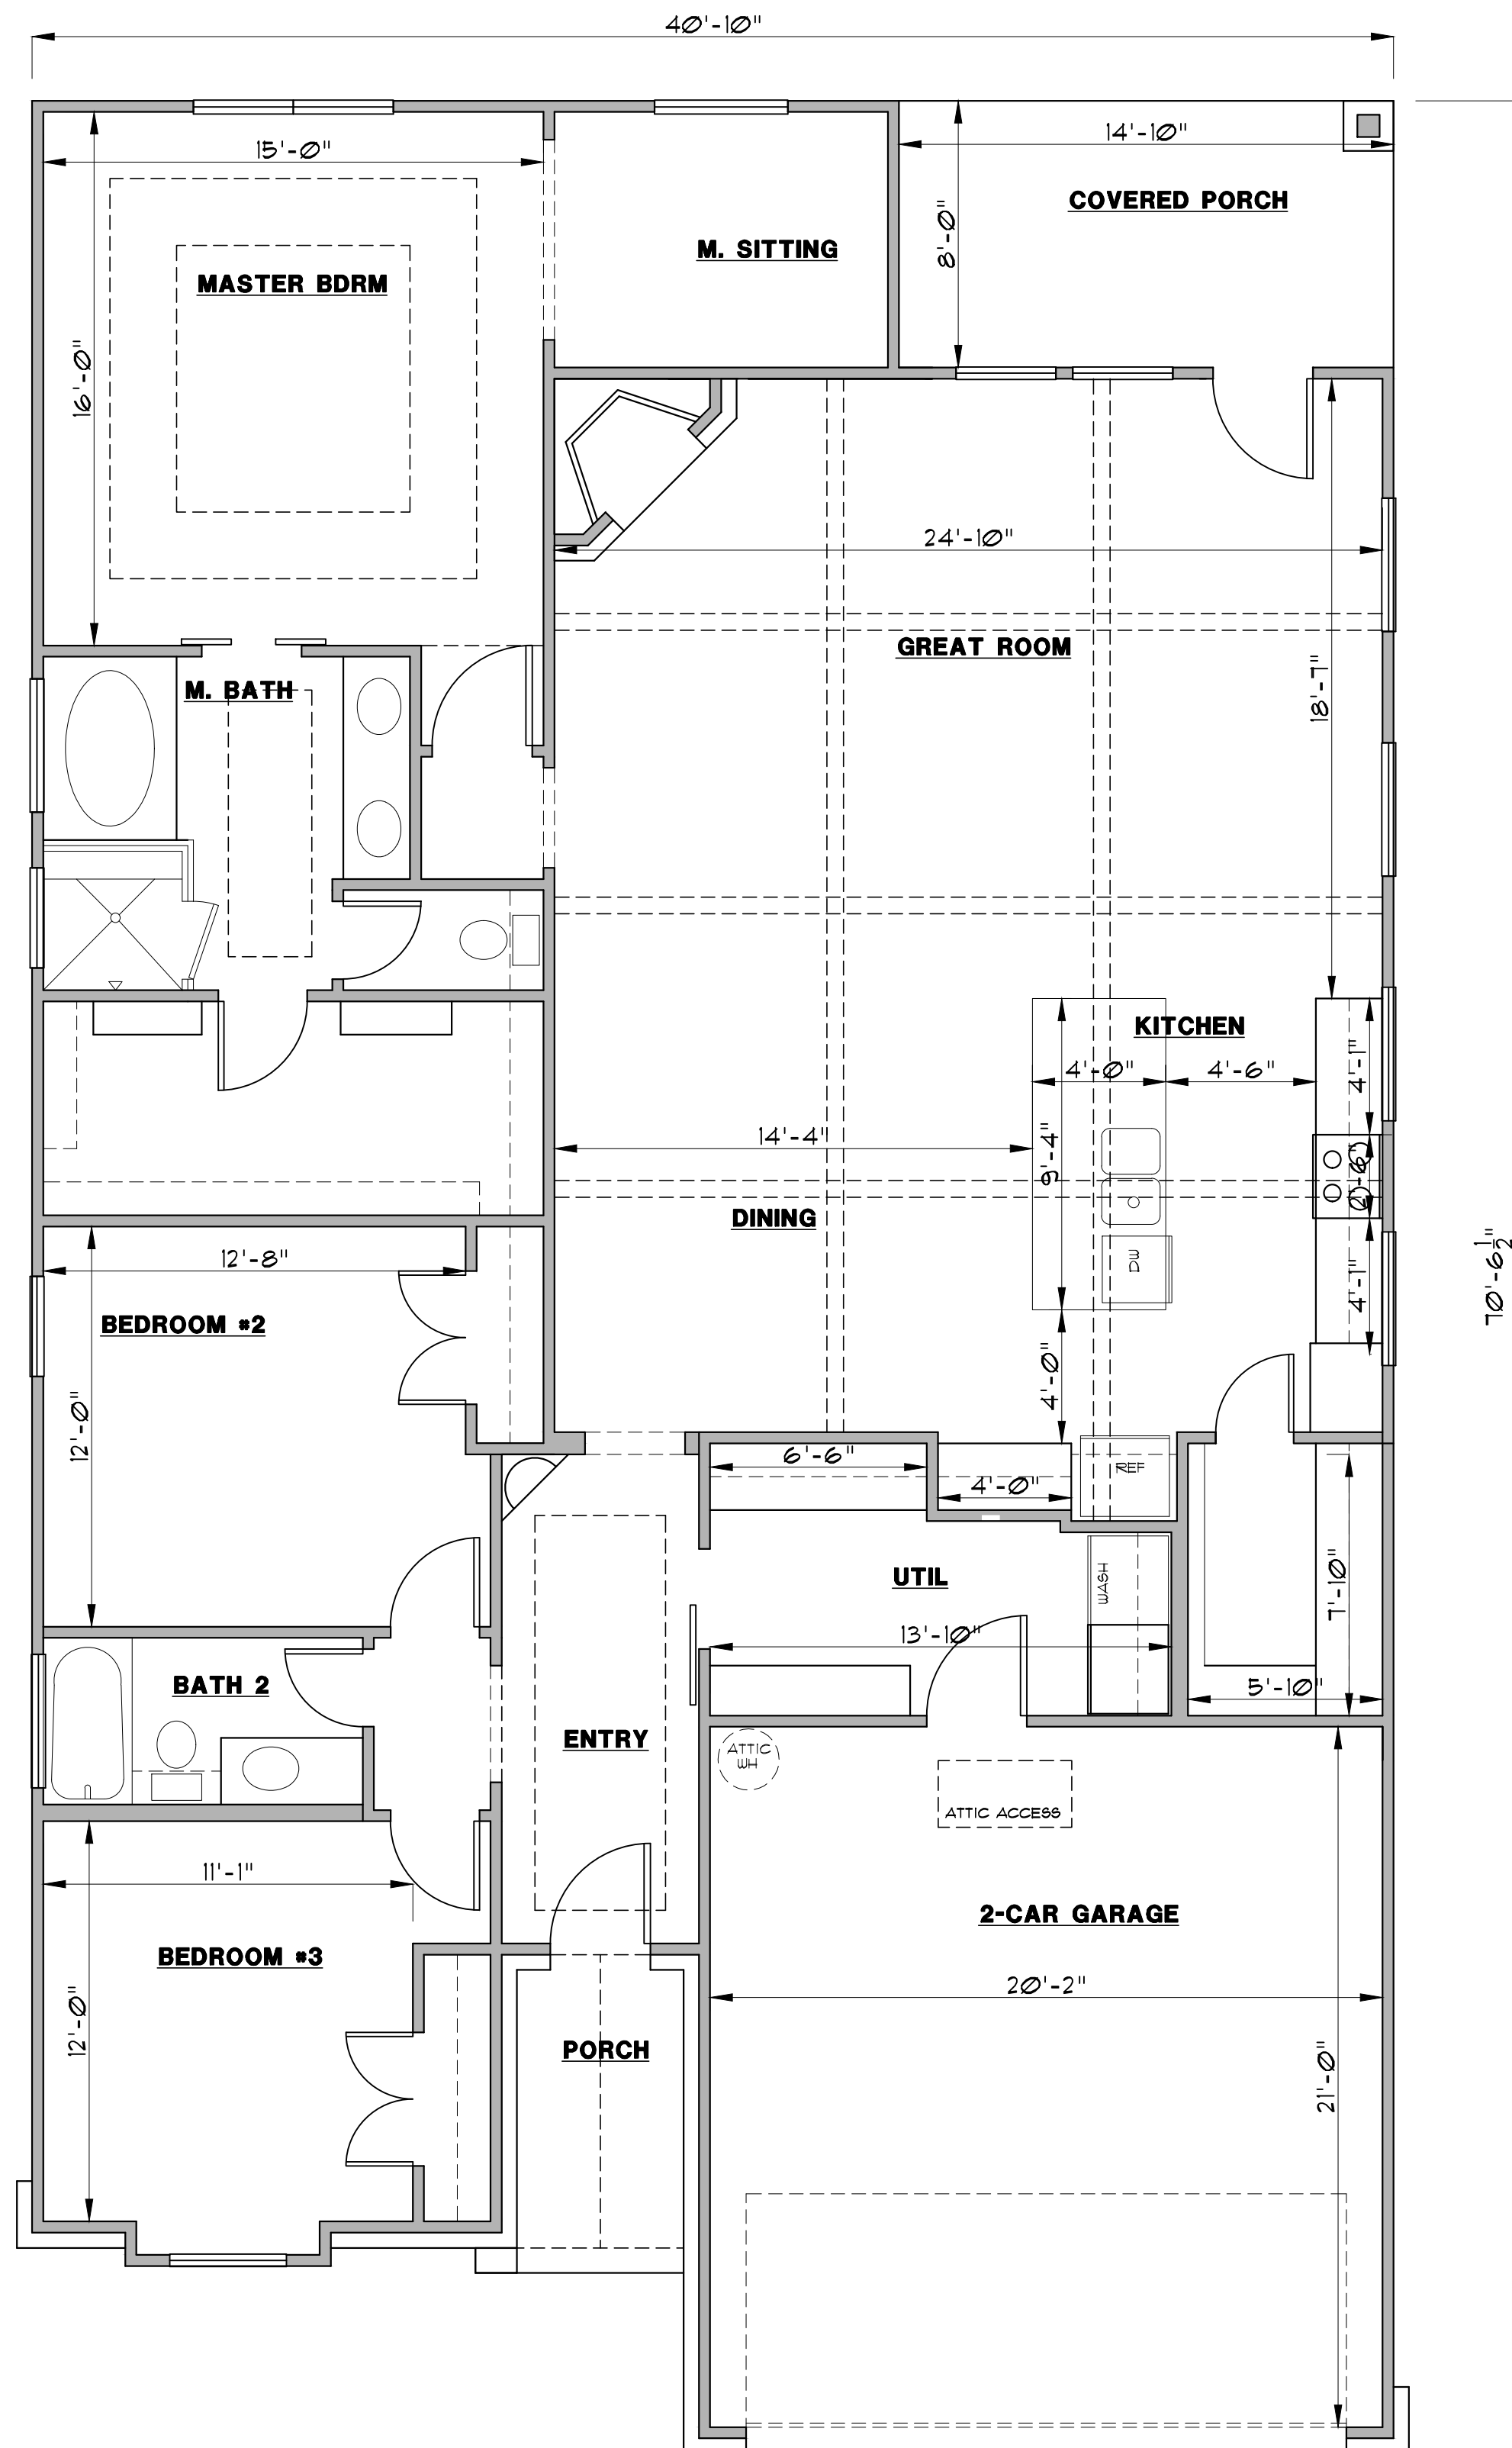 40'-10"
14'-10"
15'-0"
COVERED PORCH
8'-0"
M. SITTING
MASTER BDRM
16'-0"
24'-10"
GREAT ROOM
18'-7"
M. BATH
KITCHEN
4'-0"
4'-6"
4'-1"
14'-4"
9'-4"
2'-6"
DINING
DW
70'-6 1/2"
12'-8"
4'-1"
BEDROOM #2
4'-0"
12'-0"
6'-6"
REF
4'-0"
UTIL
WASH
7'-10"
13'-10"
BATH 2
5'-10"
ENTRY
ATTIC
WH
ATTIC ACCESS
11'-1"
2-CAR GARAGE
BEDROOM #3
20'-2"
12'-0"
PORCH
21'-0"